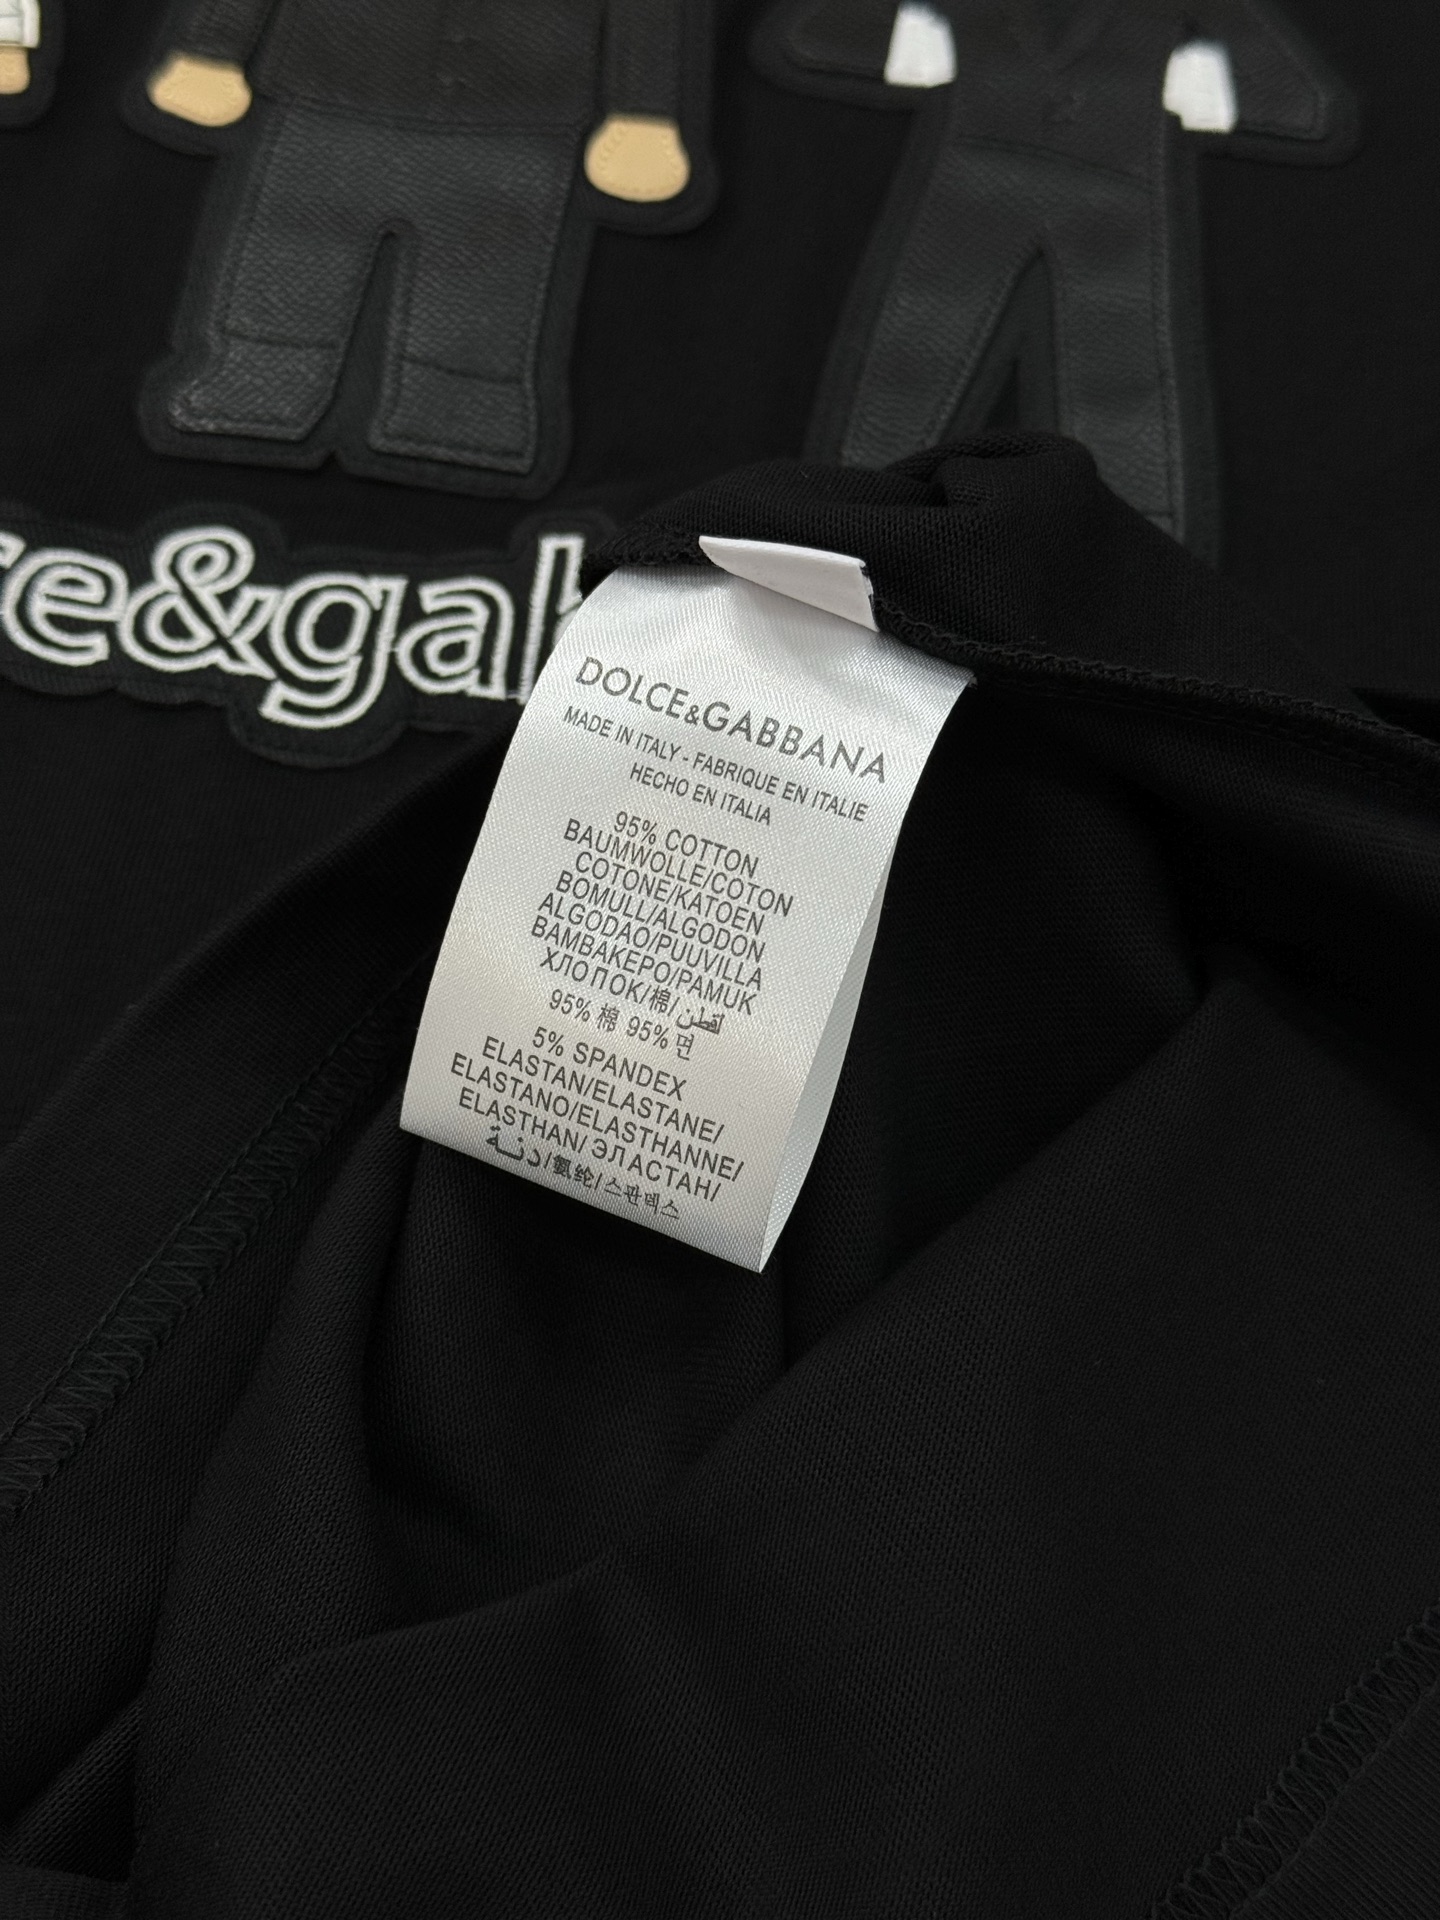 re&gab
DOLCE&GABBANA
MADE IN ITALY - FABRIQUE EN ITALIE
HECHO EN ITALIA
95% COTTON
BAUMWOLLE/COTON
COTONE/KATOEN
BOMULL/ALGODON
ALGODAO/PUUVILLA
BAMBAKEPO/PAMUK
ХЛОПОК/棉/قطن
95% 棉 95% 면
5% SPANDEX
ELASTAN/ELASTANE/
ELASTANO/ELASTHANNE/
ELASTHAN/ ЭЛАСТАН/
/氨纶/스판덱스